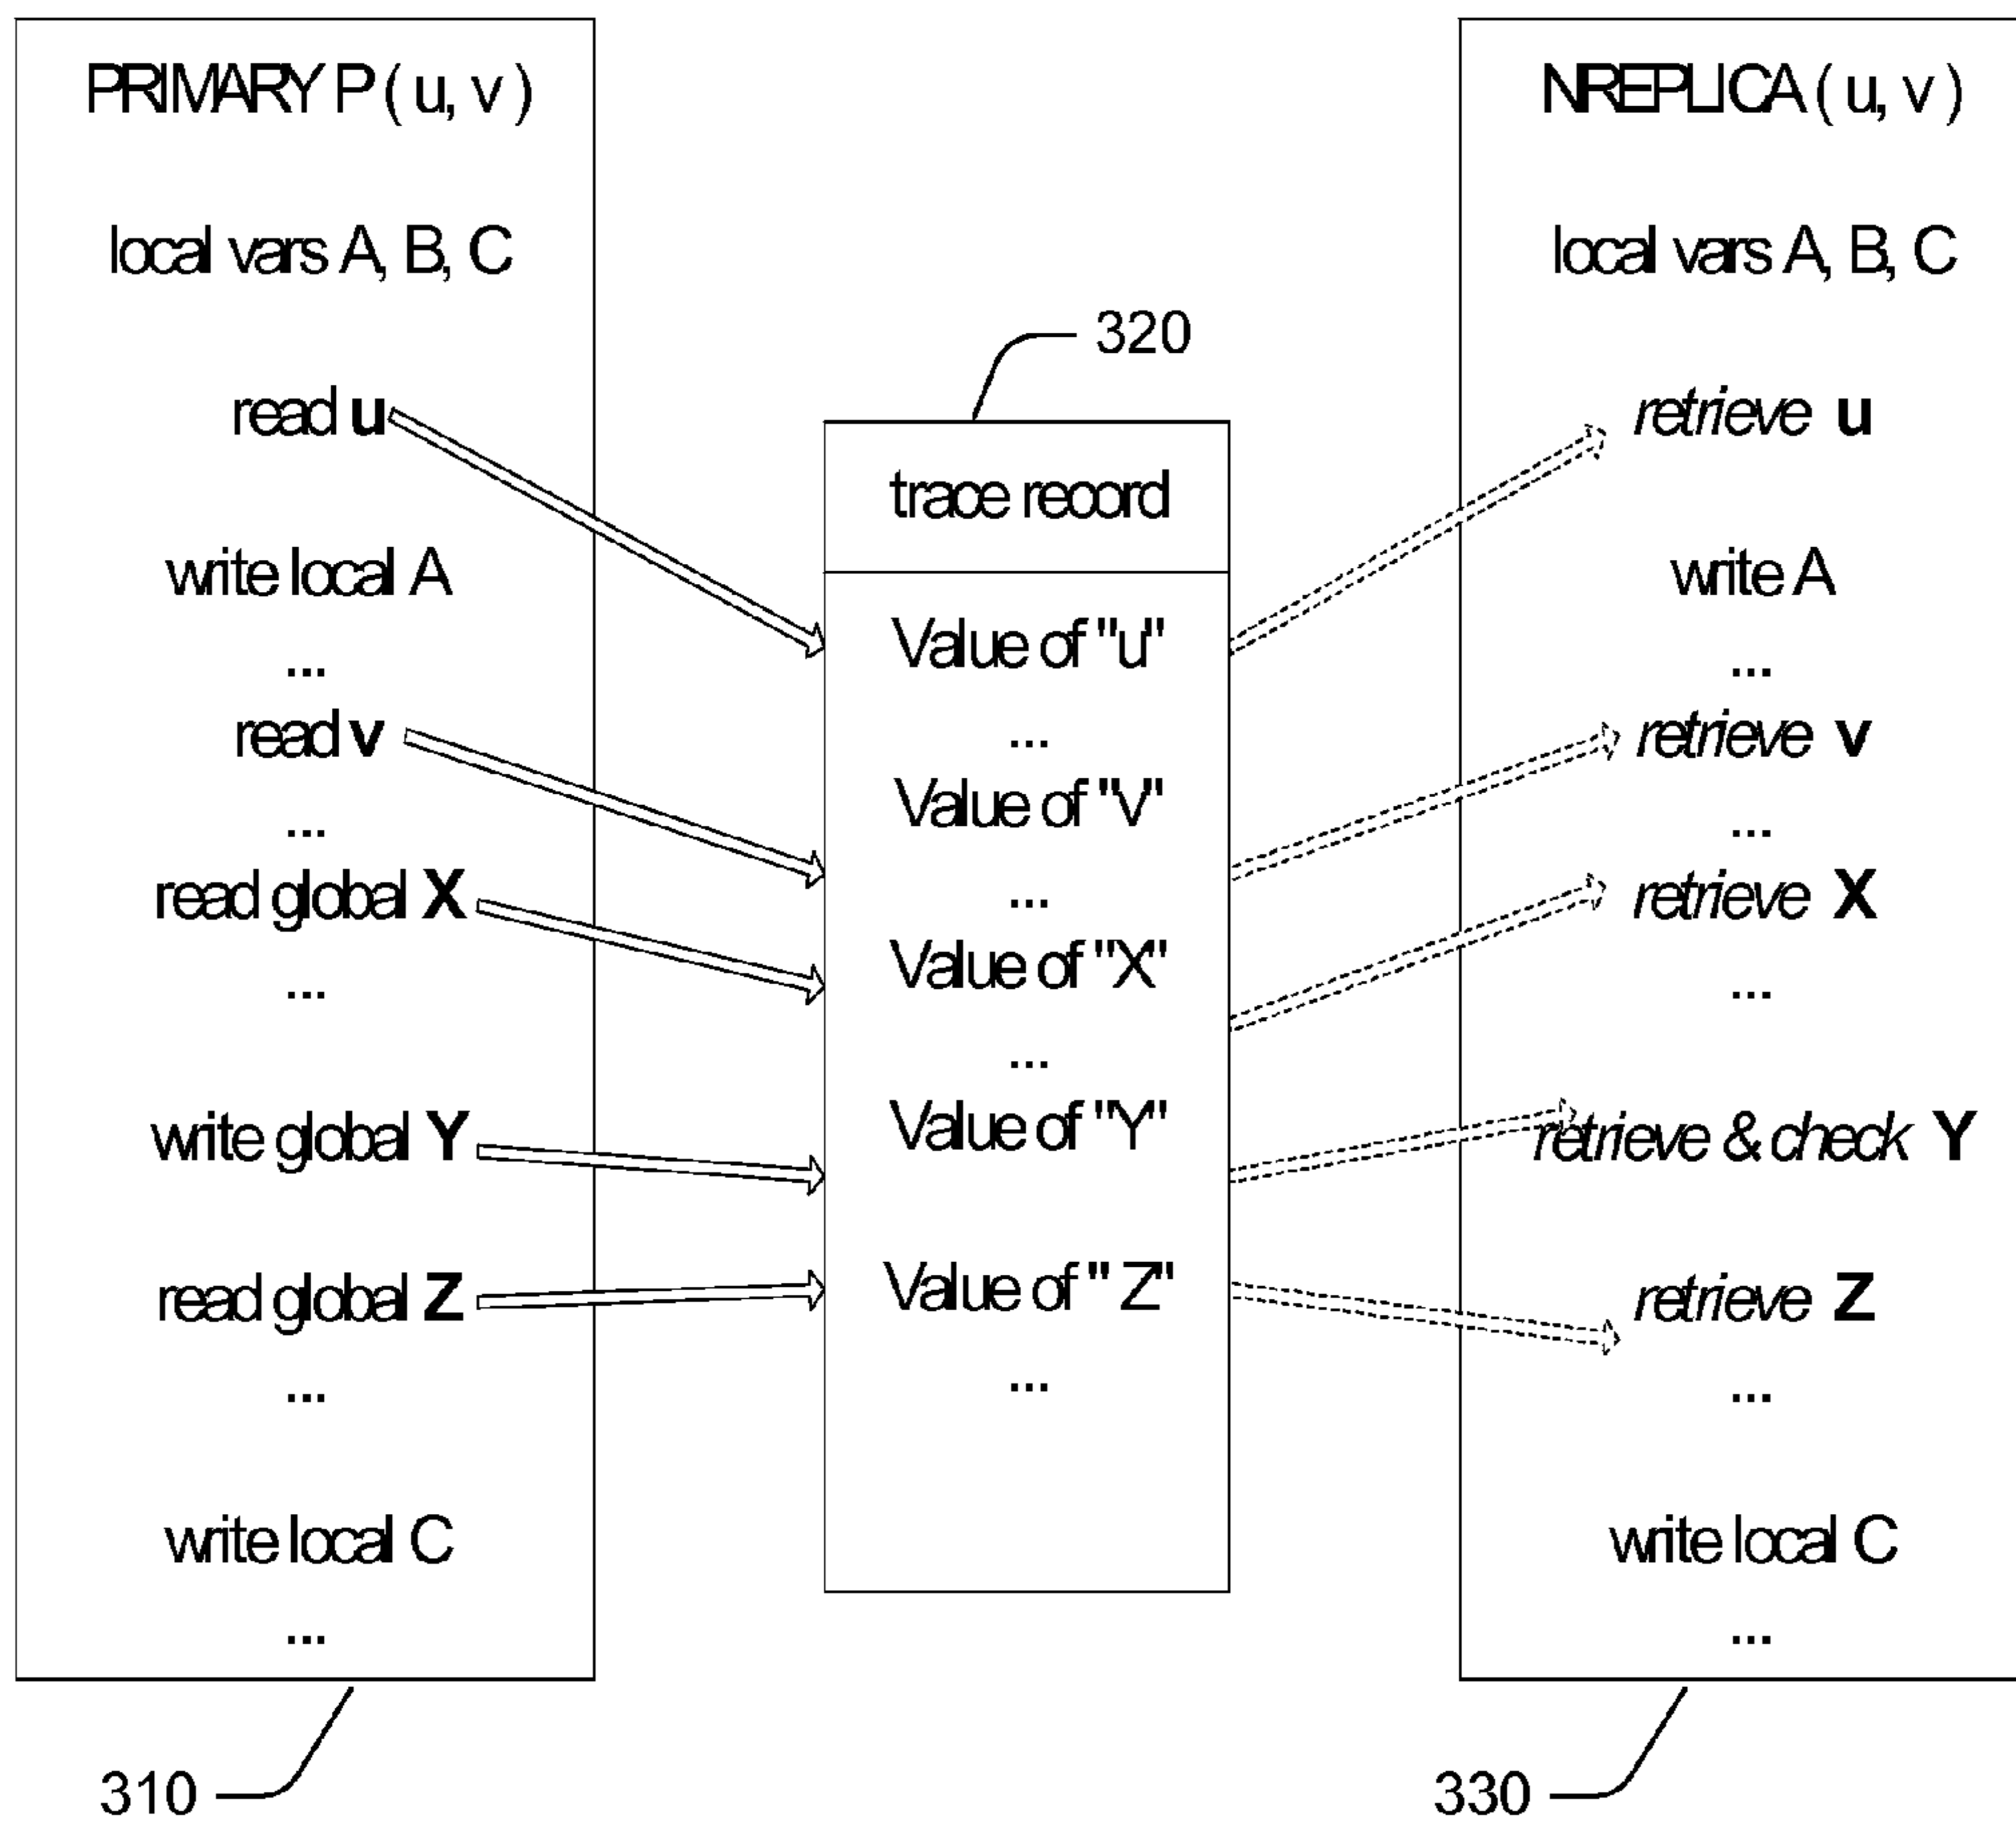 PRIMARY P ( u, v )
local vars A, B, C
read u
write local A
...
read v
...
read global X
...
write global Y
read global Z
...
write local C
...
310
320
trace record
Value of "u"
...
Value of "V"
...
Value of "X"
...
Value of "Y"
Value of " Z"
...
NREPLICA ( u, v )
local vars A, B, C
retrieve u
write A
...
retrieve v
...
retrieve X
...
retrieve & check Y
retrieve Z
...
write local C
...
330